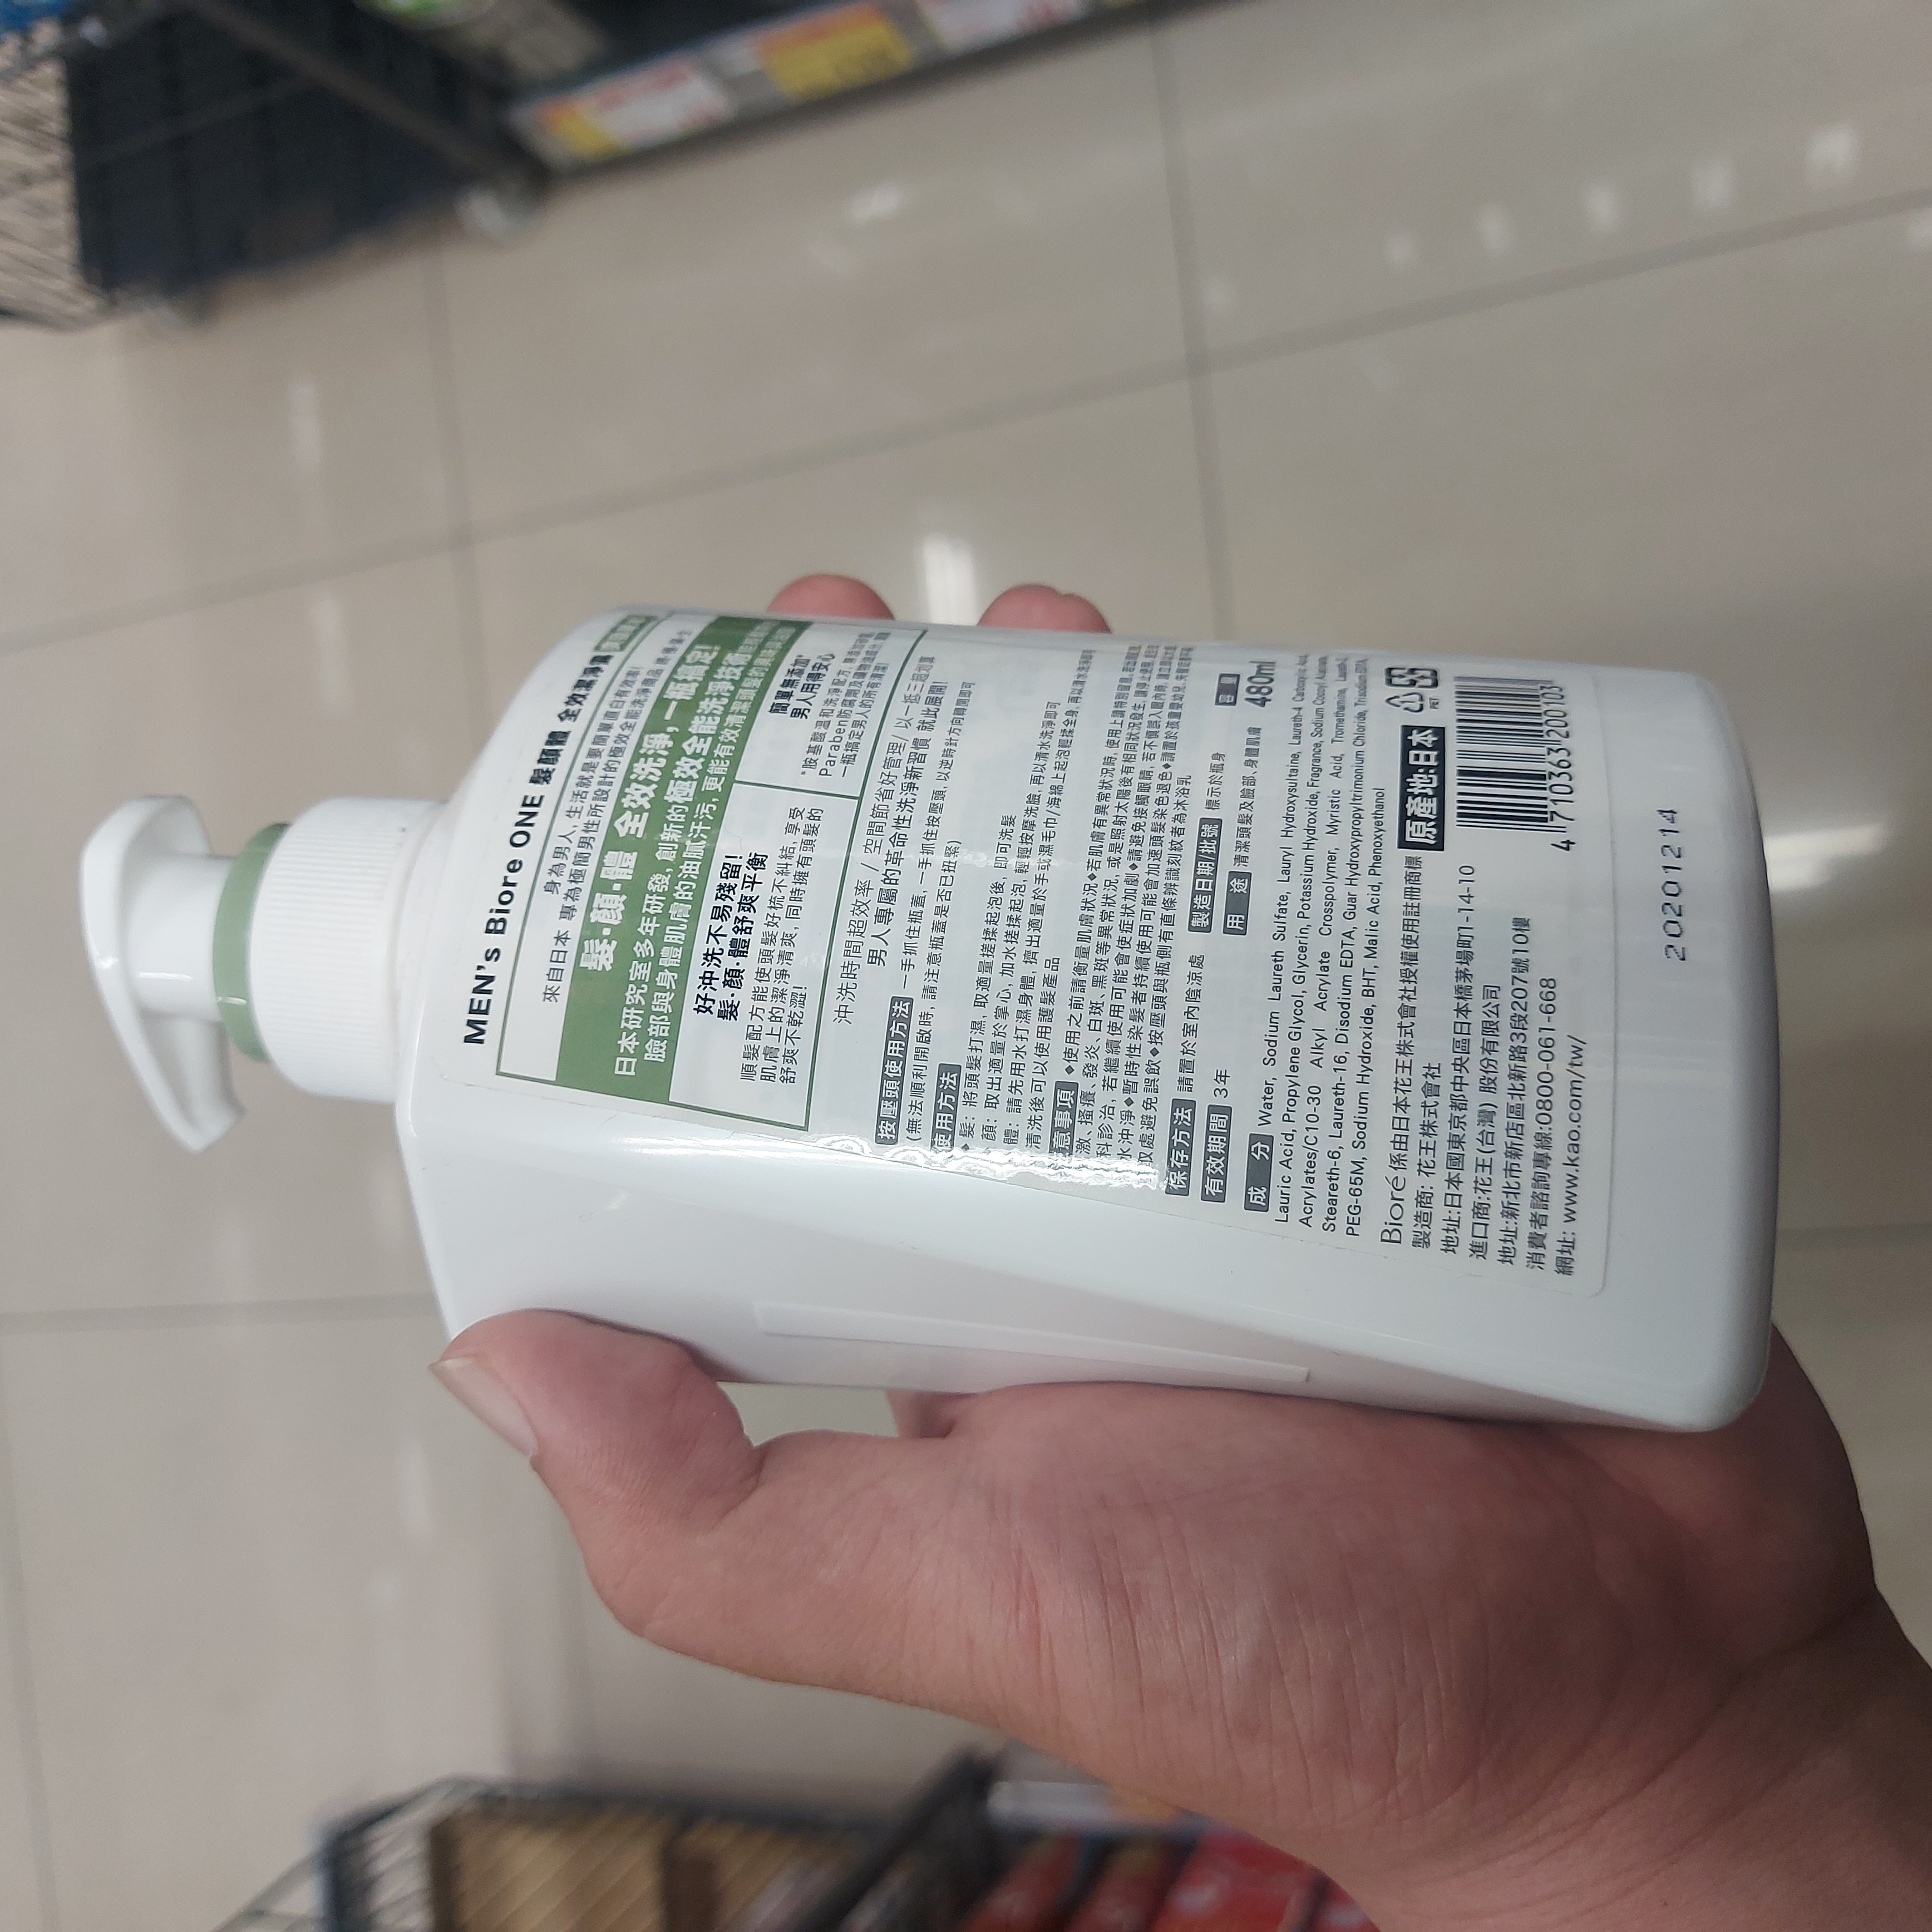 MEN's Biore ONE 髮顏體 全效潔淨
身為男人, 生活就是要簡單直白有效率!
來自日本 專為極簡男性所設計的極效全能洗淨商品
髮·顏·體 全效洗淨, 一瓶搞定!
日本研究室多年研發, 創新的極效全能洗淨技術
臉部與身體肌膚的油膩汗污, 更能有效清潔頭髮的
好沖洗不易殘留!
髮·顏·體舒爽平衡
順髮配方能使頭髮好梳不糾結, 享受
肌膚上的潔淨清爽, 同時擁有頭髮的
舒爽不乾澀!
簡單無添加*
男人用得安心
*胺基酸溫和洗淨配方,
Paraben防腐劑及礦物油成分,
一瓶搞定男人的所有清潔!
沖洗時間超效率 / 空間節省好管理/ 以一抵三超划算
男人專屬的革命性洗淨新習慣 就此展開!
按壓頭使用方法 一手抓住瓶蓋, 一手抓住按壓頭, 以逆時針方向轉開即可
(無法順利開啟時, 請注意瓶蓋是否已扭緊)
使用方法
◆髮: 將頭髮打濕, 取適量搓揉起泡後, 即可洗髮
顏: 取出適量於掌心, 加水搓揉起泡, 輕輕按摩洗臉, 再以清水洗淨即可
體: 請先用水打濕身體, 擠出適量於手或濕毛巾/海綿上起泡輕揉全身, 再以清水洗淨即可
清洗後可以使用護髮產品
意事項 ◆使用之前請衡量肌膚狀況◆若肌膚有異常狀況時, 使用上請特別留意,
激、搔癢、發炎、白斑、黑斑等異常狀況, 或是照射太陽後有相同狀況發生, 請停止使用,
科診治, 若繼續使用可能會使症狀加劇◆請避免接觸眼睛, 若不慎誤入眼內時,
水沖淨◆暫時性染髮者持續使用可能會加速頭髮染色退色◆請置於孩童嬰幼兒、
取處避免誤飲◆按壓頭與瓶側有直條辨識刻紋者為沐浴乳
保存方法 請置於室內陰涼處 製造日期/批號 標示於瓶身
有效期間 3年 用 途 清潔頭髮及臉部、身體肌膚
容 量
480ml
成 分 Water, Sodium Laureth Sulfate, Lauryl Hydroxysultaine, Laureth-4 Carboxylic Acid,
Lauric Acid, Propylene Glycol, Glycerin, Potassium Hydroxide, Fragrance, Sodium Cocoyl
Acrylates/C10-30 Alkyl Acrylate Crosspolymer, Myristic Acid, Tromethamine,
Steareth-6, Laureth-16, Disodium EDTA, Guar Hydroxypropyltrimonium Chloride, Trisodium EDTA,
PEG-65M, Sodium Hydroxide, BHT, Malic Acid, Phenoxyethanol
Bioré 係由日本花王株式會社授權使用註冊商標
原產地:日本
PET
製造商: 花王株式會社
地址:日本國東京都中央區日本橋茅場町1-14-10
進口商:花王(台灣) 股份有限公司
地址:新北市新店區北新路3段207號10樓
消費者諮詢專線:0800-061-668
網址: www.kao.com/tw/
4 710363 200103
20201214